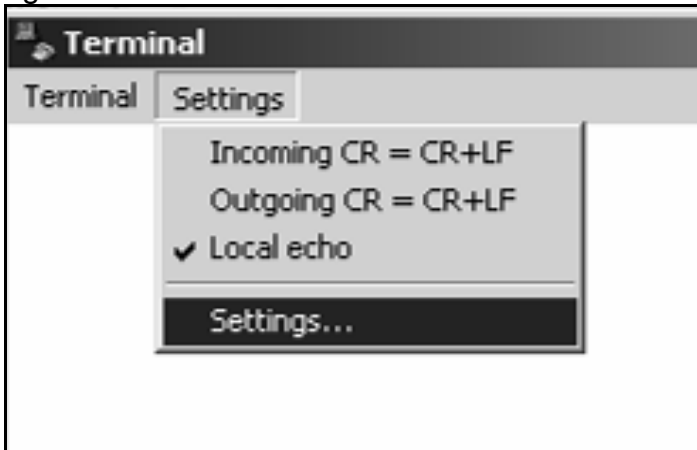 Terminal
Terminal Settings
Incoming CR = CR+LF
Outgoing CR = CR+LF
Local echo
Settings...